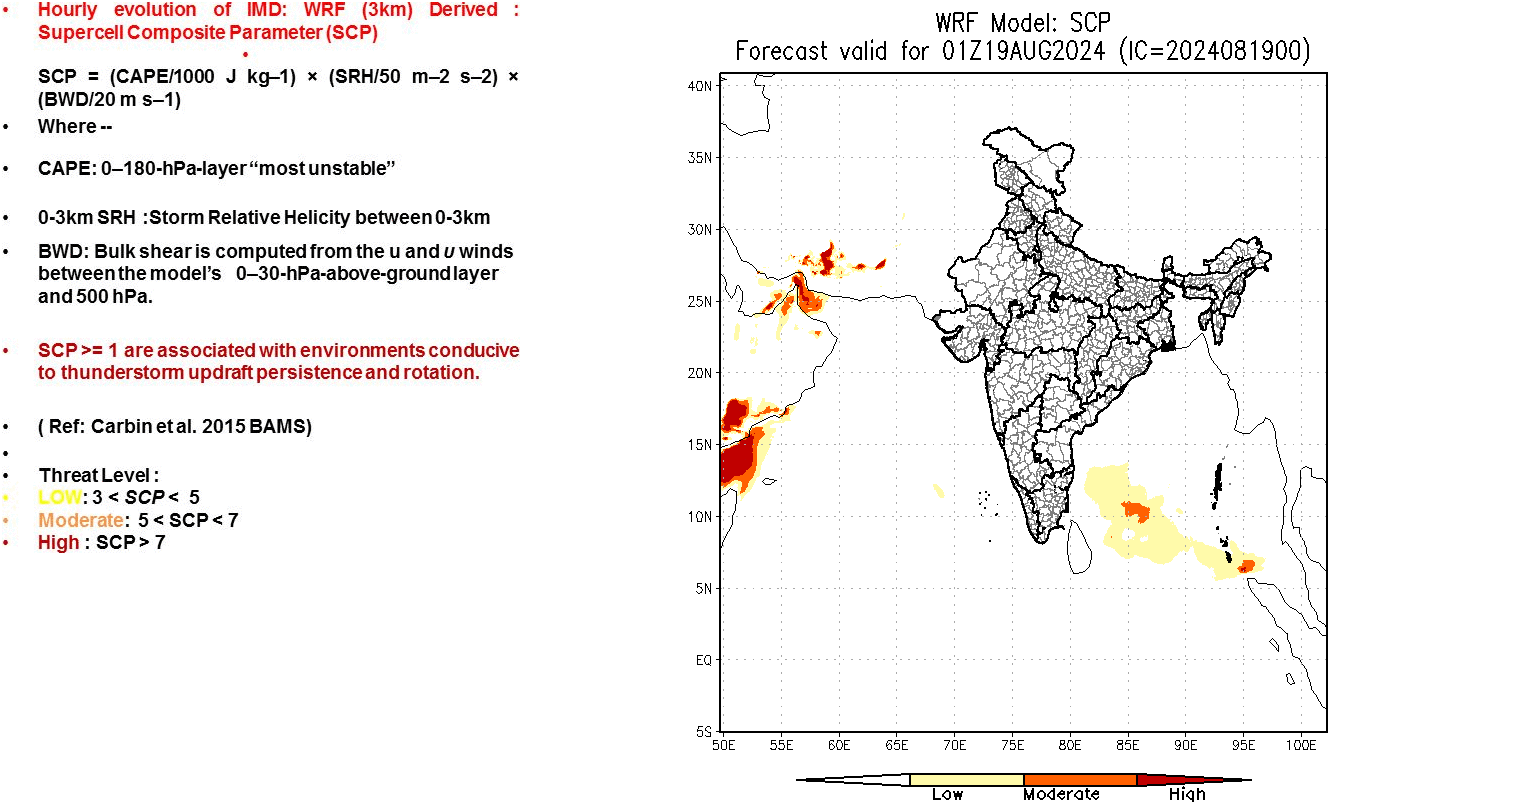 • Hourly evolution of IMD: WRF (3km) Derived :
Supercell Composite Parameter (SCP)
•
SCP = (CAPE/1000 J kg–1) × (SRH/50 m–2 s–2) ×
(BWD/20 m s–1)
• Where --
• CAPE: 0–180-hPa-layer “most unstable”
• 0-3km SRH :Storm Relative Helicity between 0-3km
• BWD: Bulk shear is computed from the u and υ winds
between the model’s 0–30-hPa-above-ground layer
and 500 hPa.
• SCP >= 1 are associated with environments conducive
to thunderstorm updraft persistence and rotation.
• ( Ref: Carbin et al. 2015 BAMS)
•
• Threat Level :
• LOW: 3 < SCP < 5
• Moderate: 5 < SCP < 7
• High : SCP > 7
WRF Model: SCP
Forecast valid for 01Z19AUG2024 (IC=2024081900)
40N
35N
30N
25N
20N
15N
10N
5N
EQ
5S
50E 55E 60E 65E 70E 75E 80E 85E 90E 95E 100E
Low Moderate High